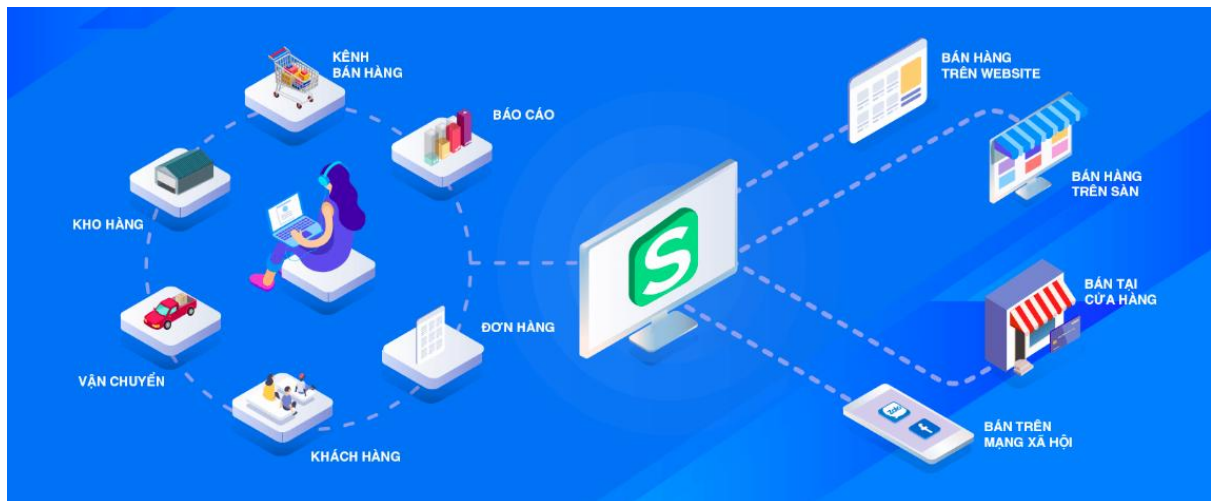 KÊNH
BÁN HÀNG
BÁO CÁO
KHO HÀNG
VẬN CHUYỂN
KHÁCH HÀNG
ĐƠN HÀNG
S
BÁN HÀNG
TRÊN WEBSITE
BÁN HÀNG
TRÊN SÀN
BÁN TẠI
CỬA HÀNG
Zalo
f
BÁN TRÊN
MẠNG XÃ HỘI